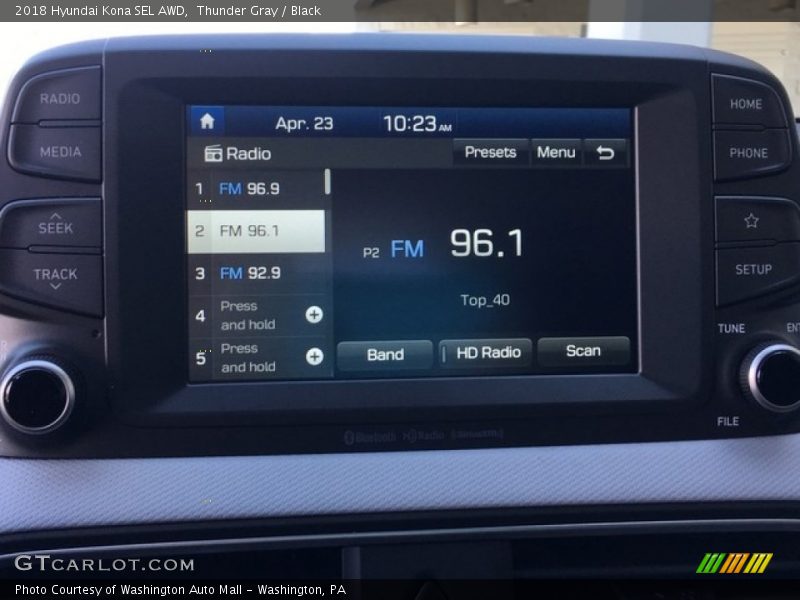 2018 Hyundai Kona SEL AWD,  Thunder Gray / Black
RADIO
MEDIA
SEEK
TRACK
HOME
PHONE
SETUP
TUNE
FILE
Apr. 23 10:23 AM
Radio Presets Menu
1 FM 96.9
2 FM 96.1
3 FM 92.9
4 Press and hold
5 Press and hold
P2 FM 96.1
Top_40
Band HD Radio Scan
Bluetooth HD Radio
GTCARLOT.COM
Photo Courtesy of Washington Auto Mall - Washington, PA